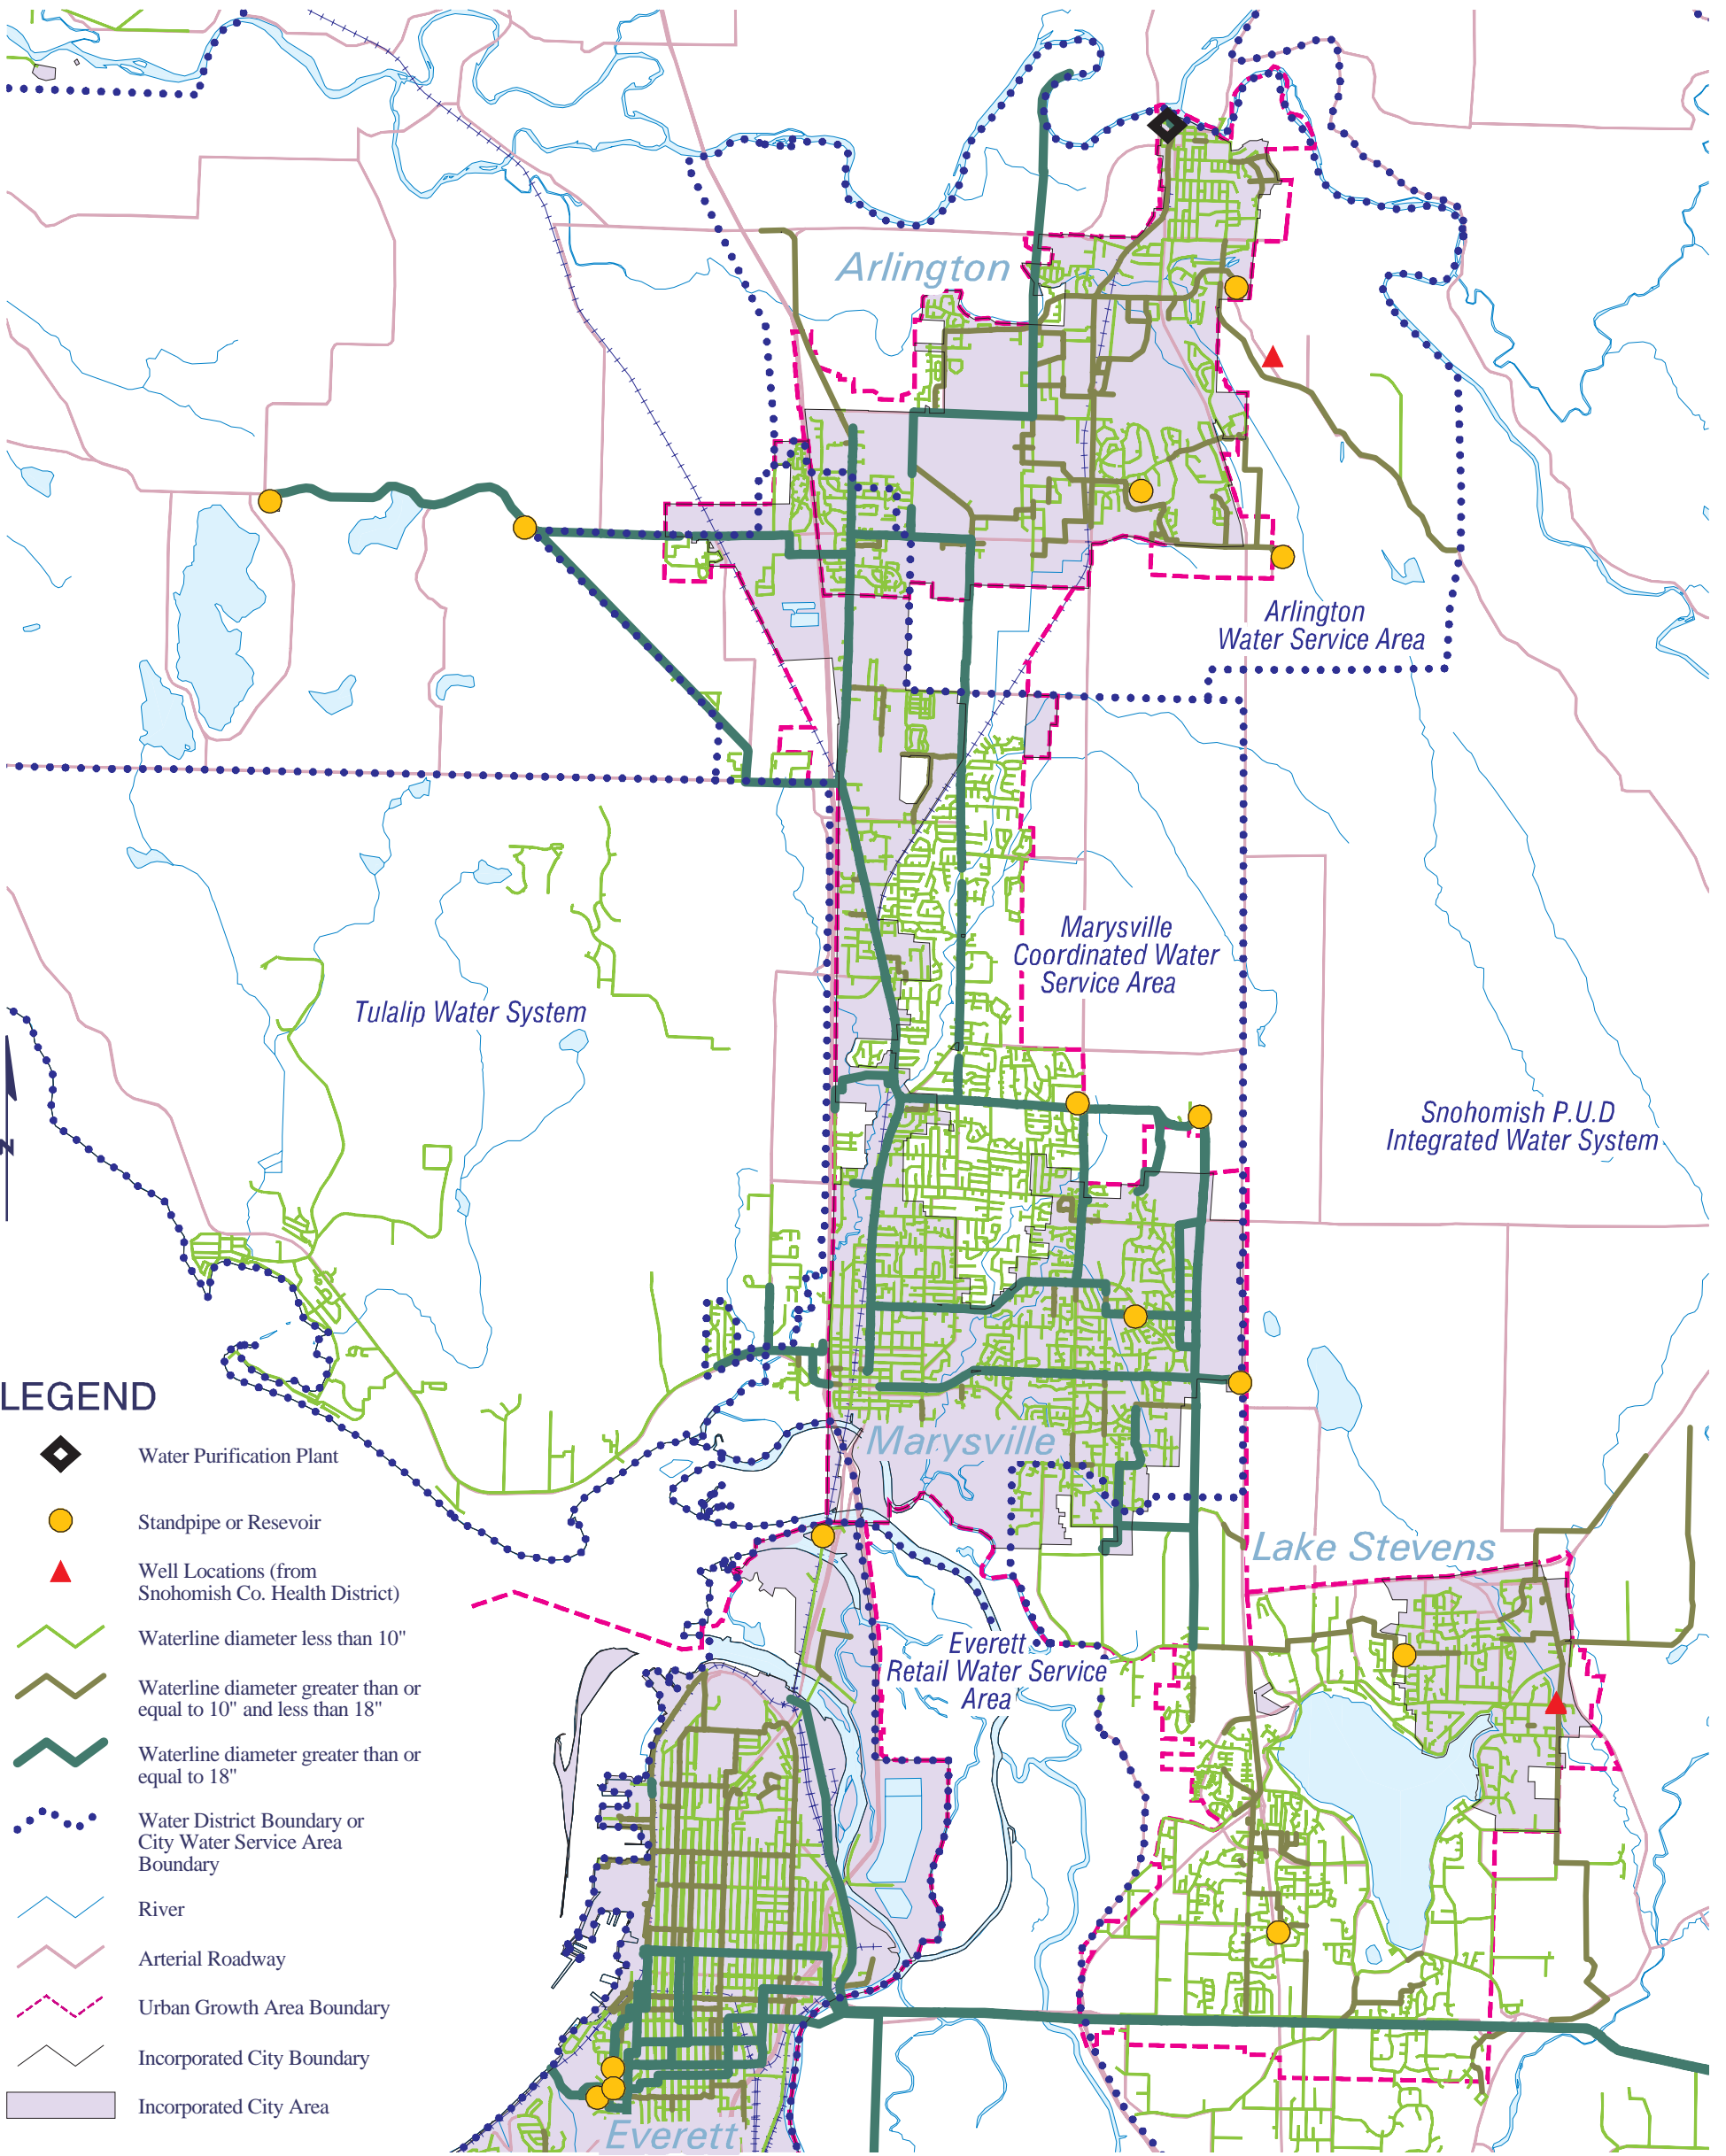 Arlington
Arlington
Water Service Area
Marysville
Coordinated Water
Service Area
Tulalip Water System
Snohomish P.U.D
Integrated Water System
N
LEGEND
Water Purification Plant
Standpipe or Resevoir
Well Locations (from
Snohomish Co. Health District)
Waterline diameter less than 10"
Waterline diameter greater than or
equal to 10" and less than 18"
Waterline diameter greater than or
equal to 18"
Water District Boundary or
City Water Service Area
Boundary
River
Arterial Roadway
Urban Growth Area Boundary
Incorporated City Boundary
Incorporated City Area
Marysville
Lake Stevens
Everett
Retail Water Service
Area
Everett